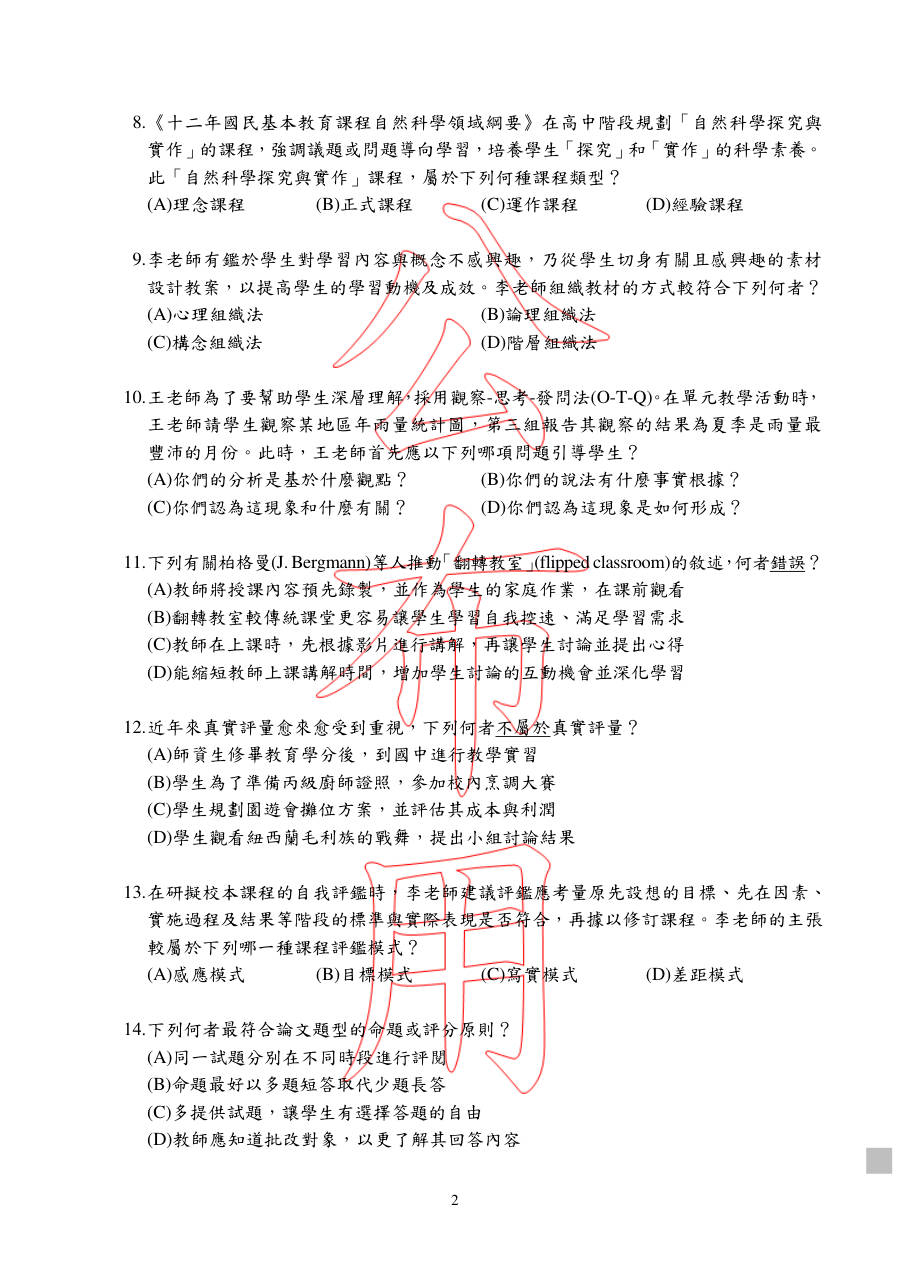 8.《十二年國民基本教育課程自然科學領域綱要》在高中階段規劃「自然科學探究與
實作」的課程，強調議題或問題導向學習，培養學生「探究」和「實作」的科學素養。
此「自然科學探究與實作」課程，屬於下列何種課程類型？
(A)理念課程 (B)正式課程 (C)運作課程 (D)經驗課程
9.李老師有鑑於學生對學習內容與概念不感興趣，乃從學生切身有關且感興趣的素材
設計教案，以提高學生的學習動機及成效。李老師組織教材的方式較符合下列何者？
(A)心理組織法 (B)論理組織法
(C)構念組織法 (D)階層組織法
10.王老師為了要幫助學生深層理解，採用觀察-思考-發問法(O-T-Q)。在單元教學活動時，
王老師請學生觀察某地區年雨量統計圖，第三組報告其觀察的結果為夏季是雨量最
豐沛的月份。此時，王老師首先應以下列哪項問題引導學生？
(A)你們的分析是基於什麼觀點？ (B)你們的說法有什麼事實根據？
(C)你們認為這現象和什麼有關？ (D)你們認為這現象是如何形成？
11.下列有關柏格曼(J. Bergmann)等人推動「翻轉教室」(flipped classroom)的敘述，何者錯誤？
(A)教師將授課內容預先錄製，並作為學生的家庭作業，在課前觀看
(B)翻轉教室較傳統課堂更容易讓學生學習自我控速、滿足學習需求
(C)教師在上課時，先根據影片進行講解，再讓學生討論並提出心得
(D)能縮短教師上課講解時間，增加學生討論的互動機會並深化學習
12.近年來真實評量愈來愈受到重視，下列何者不屬於真實評量？
(A)師資生修畢教育學分後，到國中進行教學實習
(B)學生為了準備丙級廚師證照，參加校內烹調大賽
(C)學生規劃園遊會攤位方案，並評估其成本與利潤
(D)學生觀看紐西蘭毛利族的戰舞，提出小組討論結果
13.在研擬校本課程的自我評鑑時，李老師建議評鑑應考量原先設想的目標、先在因素、
實施過程及結果等階段的標準與實際表現是否符合，再據以修訂課程。李老師的主張
較屬於下列哪一種課程評鑑模式？
(A)感應模式 (B)目標模式 (C)寫實模式 (D)差距模式
14.下列何者最符合論文題型的命題或評分原則？
(A)同一試題分別在不同時段進行評閱
(B)命題最好以多題短答取代少題長答
(C)多提供試題，讓學生有選擇答題的自由
(D)教師應知道批改對象，以更了解其回答內容
2
公布用